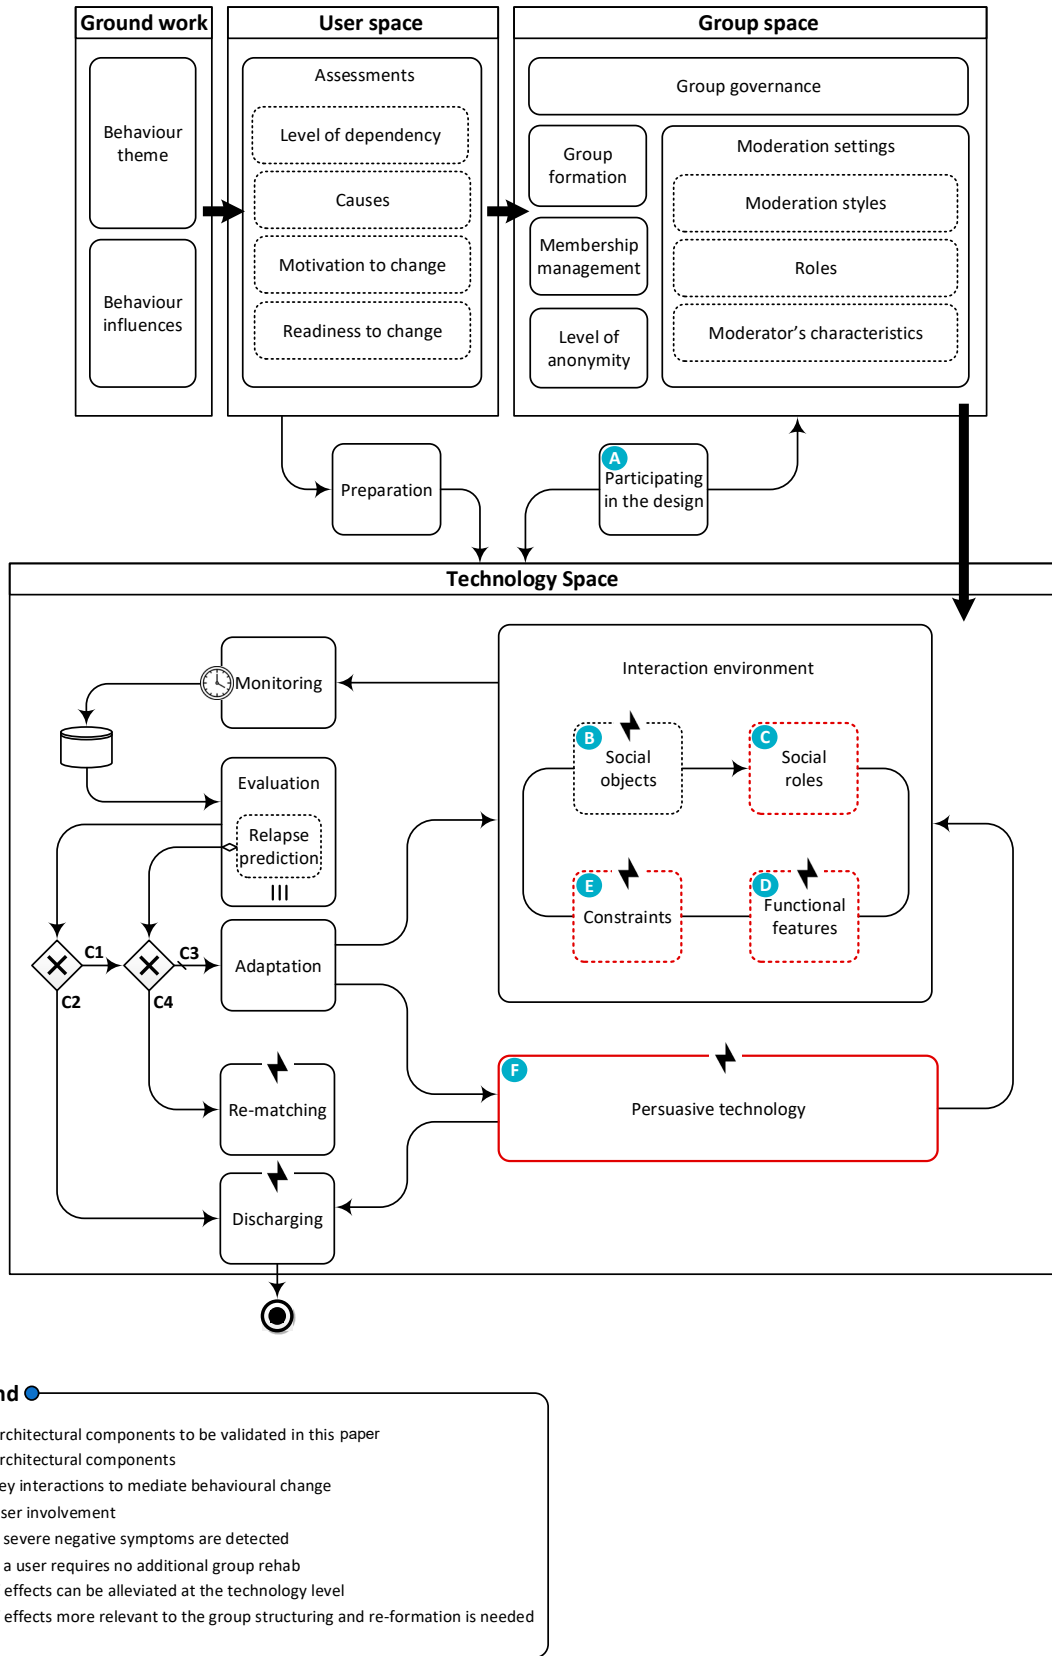 Ground work
User space
Group space
Behaviour
theme
Behaviour
influences
Assessments
Level of dependency
Causes
Motivation to change
Readiness to change
Group governance
Group
formation
Membership
management
Level of
anonymity
Moderation settings
Moderation styles
Roles
Moderator's characteristics
Preparation
A
Participating
in the design
Technology Space
Monitoring
Interaction environment
B
Social
objects
C
Social
roles
Evaluation
Relapse
prediction
E
Constraints
D
Functional
features
C1
C3
C2
C4
Adaptation
Re-matching
F
Persuasive technology
Discharging
nd
rchitectural components to be validated in this paper
rchitectural components
ey interactions to mediate behavioural change
ser involvement
severe negative symptoms are detected
a user requires no additional group rehab
effects can be alleviated at the technology level
effects more relevant to the group structuring and re-formation is needed